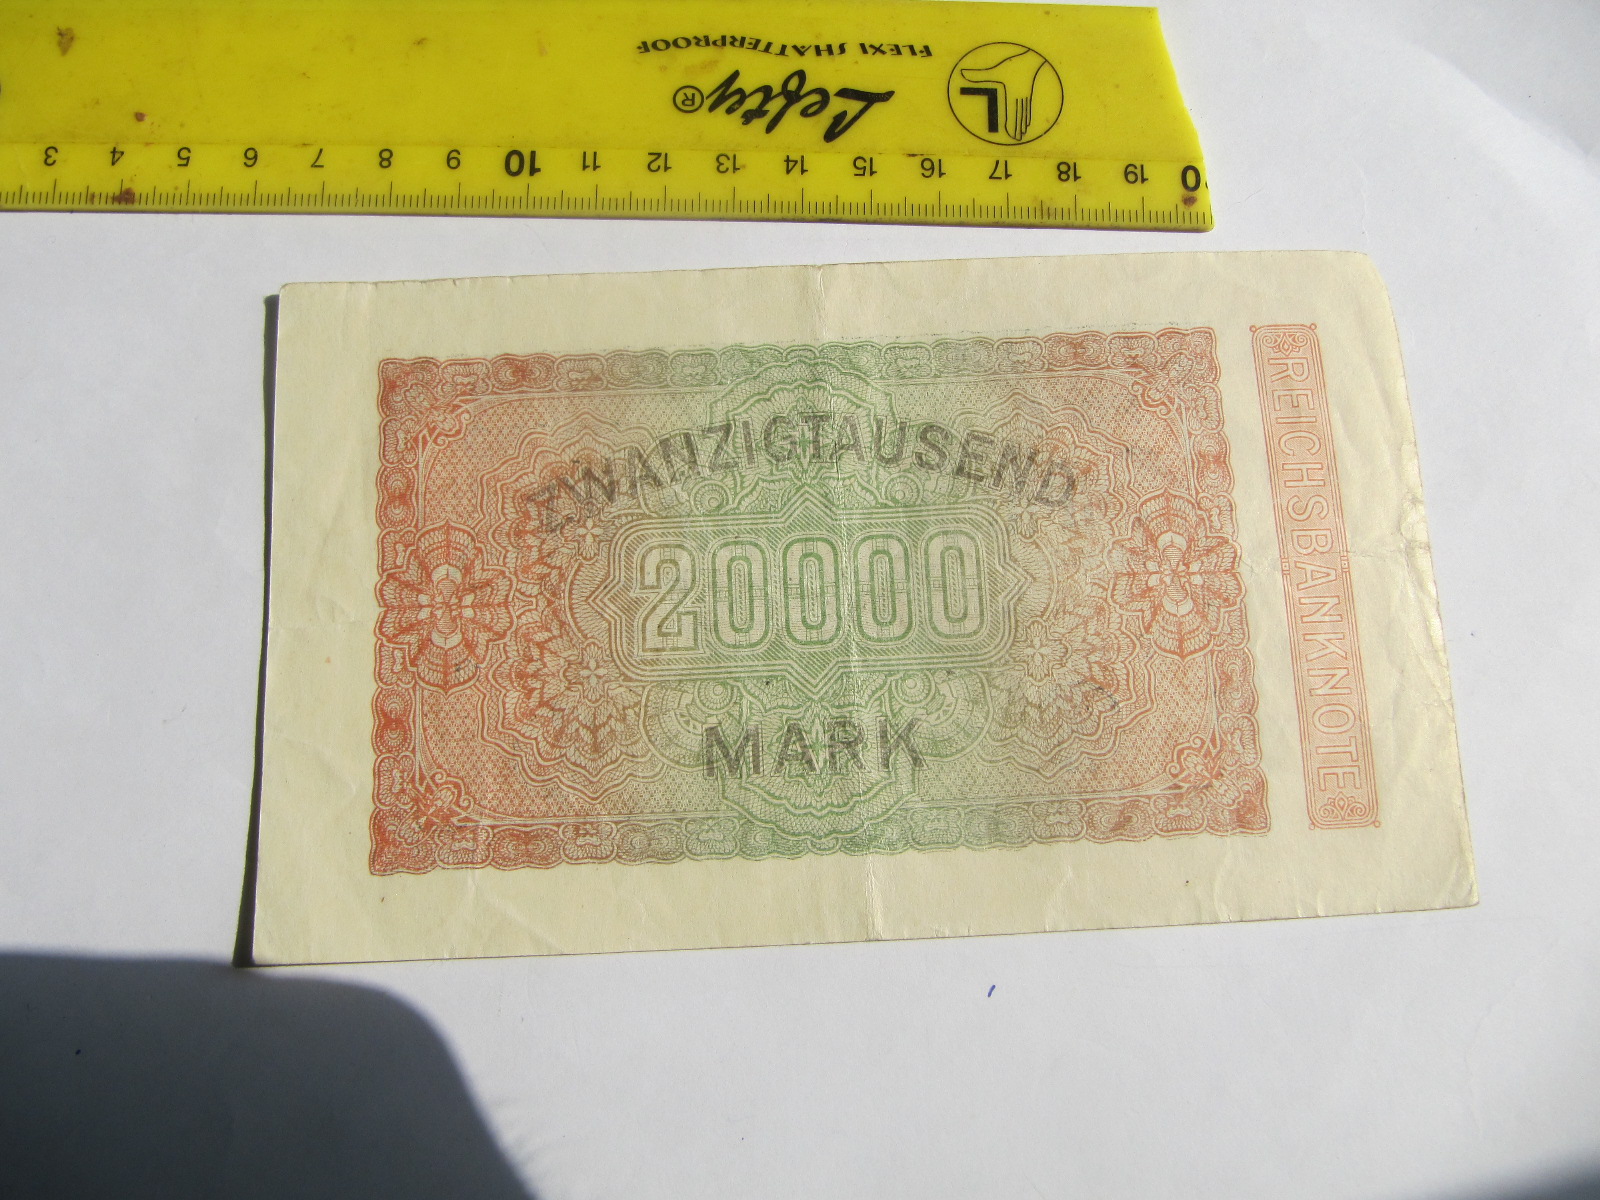 FLEXI SHATTERPROOF
Lefty®
L
3 4 5 6 7 8 9 10 11 12 13 14 15 16 17 18 19 0
ZWANZIGTAUSEND
20000
MARK
REICHSBANKNOTE